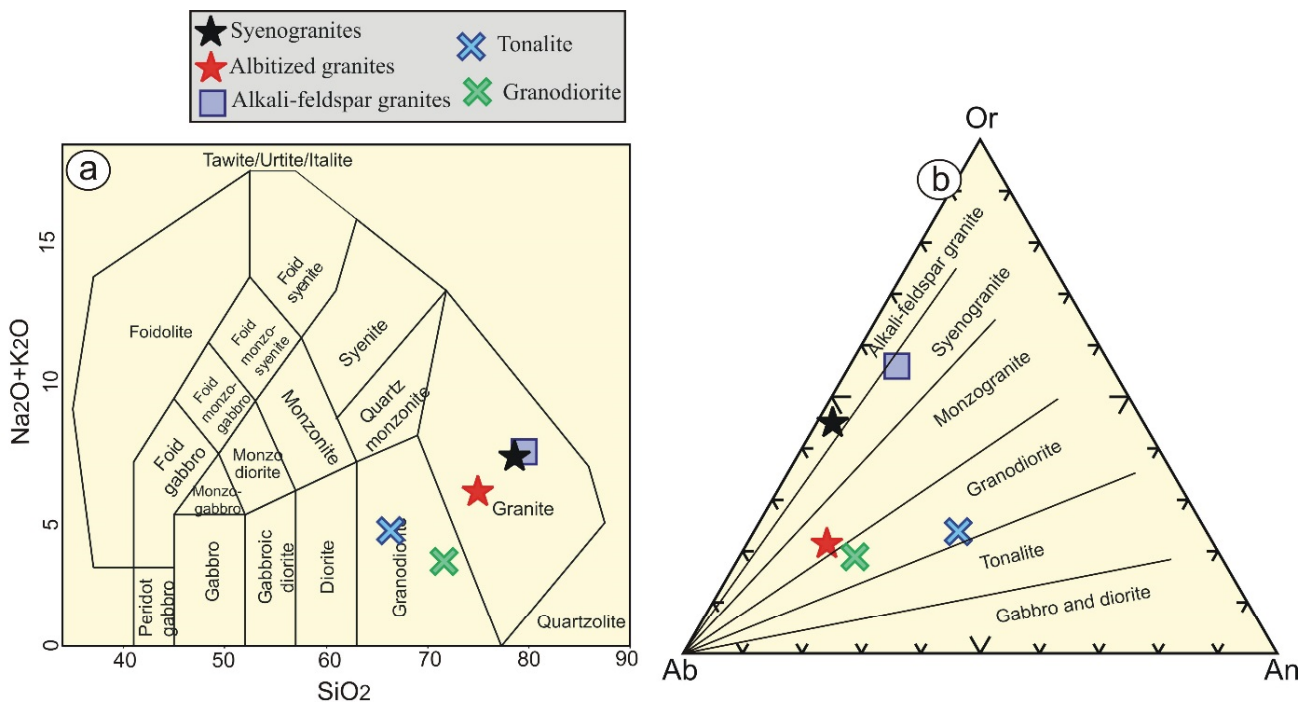 Syenogranites
Albitized granites
Alkali-feldspar granites
Tonalite
Granodiorite
a
Tawite/Urtite/Italite
Foid
syenite
Foidolite
Foid
monzo-
syenite
Syenite
Foid
monzo-
gabbro
Monzonite
Quartz
monzonite
Foid
gabbro
Monzo
diorite
Monzo-
gabbro
Granite
Peridot
gabbro
Gabbro
Gabbroic
diorite
Diorite
Granodiorite
Quartzolite
Na2O+K2O
0
5
10
15
40
50
60
70
80
90
SiO2
b
Or
Alkali-feldspar granite
Syenogranite
Monzogranite
Granodiorite
Tonalite
Gabbro and diorite
Ab
An